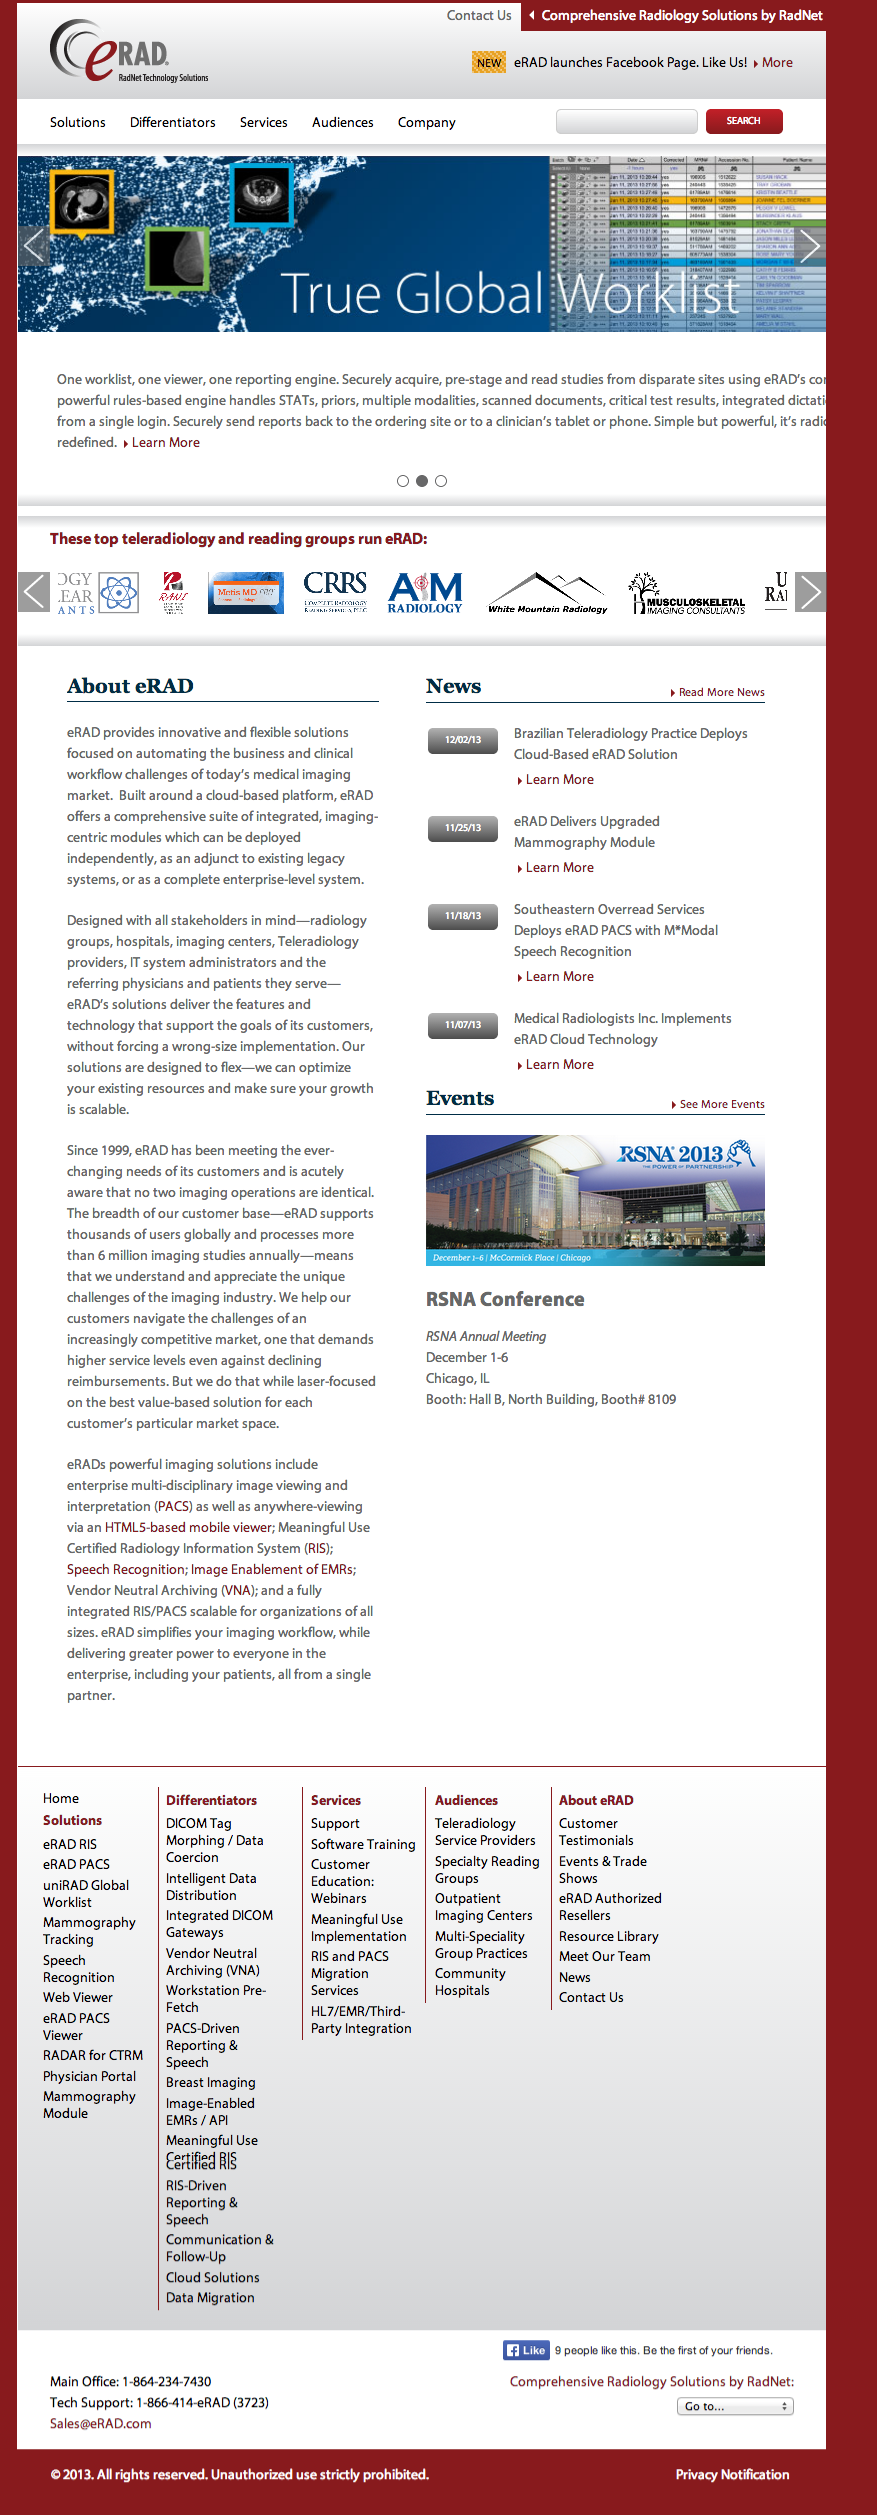 Contact Us
Comprehensive Radiology Solutions by RadNet
eRAD®
RadNet Technology Solutions
NEW eRAD launches Facebook Page. Like Us! More
Solutions Differentiators Services Audiences Company SEARCH
True Global Worklist
One worklist, one viewer, one reporting engine. Securely acquire, pre-stage and read studies from disparate sites using eRAD's
powerful rules-based engine handles STATs, priors, multiple modalities, scanned documents, critical test results, integrated
from a single login. Securely send reports back to the ordering site or to a clinician's tablet or phone. Simple but powerful, it's
redefined. Learn More
These top teleradiology and reading groups run eRAD:
Metis MD
CRRS
COMPLETE RADIOLOGY
READING SERVICES, PLLC
AIM
RADIOLOGY
White Mountain Radiology
MUSCULOSKELETAL
IMAGING CONSULTANTS
About eRAD
eRAD provides innovative and flexible solutions
focused on automating the business and clinical
workflow challenges of today's medical imaging
market. Built around a cloud-based platform, eRAD
offers a comprehensive suite of integrated, imaging-
centric modules which can be deployed
independently, as an adjunct to existing legacy
systems, or as a complete enterprise-level system.
Designed with all stakeholders in mind—radiology
groups, hospitals, imaging centers, Teleradiology
providers, IT system administrators and the
referring physicians and patients they serve—
eRAD's solutions deliver the features and
technology that support the goals of its customers,
without forcing a wrong-size implementation. Our
solutions are designed to flex—we can optimize
your existing resources and make sure your growth
is scalable.
Since 1999, eRAD has been meeting the ever-
changing needs of its customers and is acutely
aware that no two imaging operations are identical.
The breadth of our customer base—eRAD supports
thousands of users globally and processes more
than 6 million imaging studies annually—means
that we understand and appreciate the unique
challenges of the imaging industry. We help our
customers navigate the challenges of an
increasingly competitive market, one that demands
higher service levels even against declining
reimbursements. But we do that while laser-focused
on the best value-based solution for each
customer's particular market space.
eRADs powerful imaging solutions include
enterprise multi-disciplinary image viewing and
interpretation (PACS) as well as anywhere-viewing
via an HTML5-based mobile viewer; Meaningful Use
Certified Radiology Information System (RIS);
Speech Recognition; Image Enablement of EMRs;
Vendor Neutral Archiving (VNA); and a fully
integrated RIS/PACS scalable for organizations of all
sizes. eRAD simplifies your imaging workflow, while
delivering greater power to everyone in the
enterprise, including your patients, all from a single
partner.
News
Read More News
12/02/13
Brazilian Teleradiology Practice Deploys
Cloud-Based eRAD Solution
Learn More
11/25/13
eRAD Delivers Upgraded
Mammography Module
Learn More
11/18/13
Southeastern Overread Services
Deploys eRAD PACS with M*Modal
Speech Recognition
Learn More
11/07/13
Medical Radiologists Inc. Implements
eRAD Cloud Technology
Learn More
Events
See More Events
RSNA® 2013
THE POWER OF PARTNERSHIP
December 1-6 | McCormick Place | Chicago
RSNA Conference
RSNA Annual Meeting
December 1-6
Chicago, IL
Booth: Hall B, North Building, Booth# 8109
Home
Solutions
eRAD RIS
eRAD PACS
uniRAD Global
Worklist
Mammography
Tracking
Speech
Recognition
Web Viewer
eRAD PACS
Viewer
RADAR for CTRM
Physician Portal
Mammography
Module
Differentiators
DICOM Tag
Morphing / Data
Coercion
Intelligent Data
Distribution
Integrated DICOM
Gateways
Vendor Neutral
Archiving (VNA)
Workstation Pre-
Fetch
PACS-Driven
Reporting &
Speech
Breast Imaging
Image-Enabled
EMRs / API
Meaningful Use
Certified RIS
Certified RIS
RIS-Driven
Reporting &
Speech
Communication &
Follow-Up
Cloud Solutions
Data Migration
Services
Support
Software Training
Customer
Education:
Webinars
Meaningful Use
Implementation
RIS and PACS
Migration
Services
HL7/EMR/Third-
Party Integration
Audiences
Teleradiology
Service Providers
Specialty Reading
Groups
Outpatient
Imaging Centers
Multi-Speciality
Group Practices
Community
Hospitals
About eRAD
Customer
Testimonials
Events & Trade
Shows
eRAD Authorized
Resellers
Resource Library
Meet Our Team
News
Contact Us
Like 9 people like this. Be the first of your friends.
Main Office: 1-864-234-7430
Tech Support: 1-866-414-eRAD (3723)
Sales@eRAD.com
Comprehensive Radiology Solutions by RadNet:
Go to...
© 2013. All rights reserved. Unauthorized use strictly prohibited.
Privacy Notification